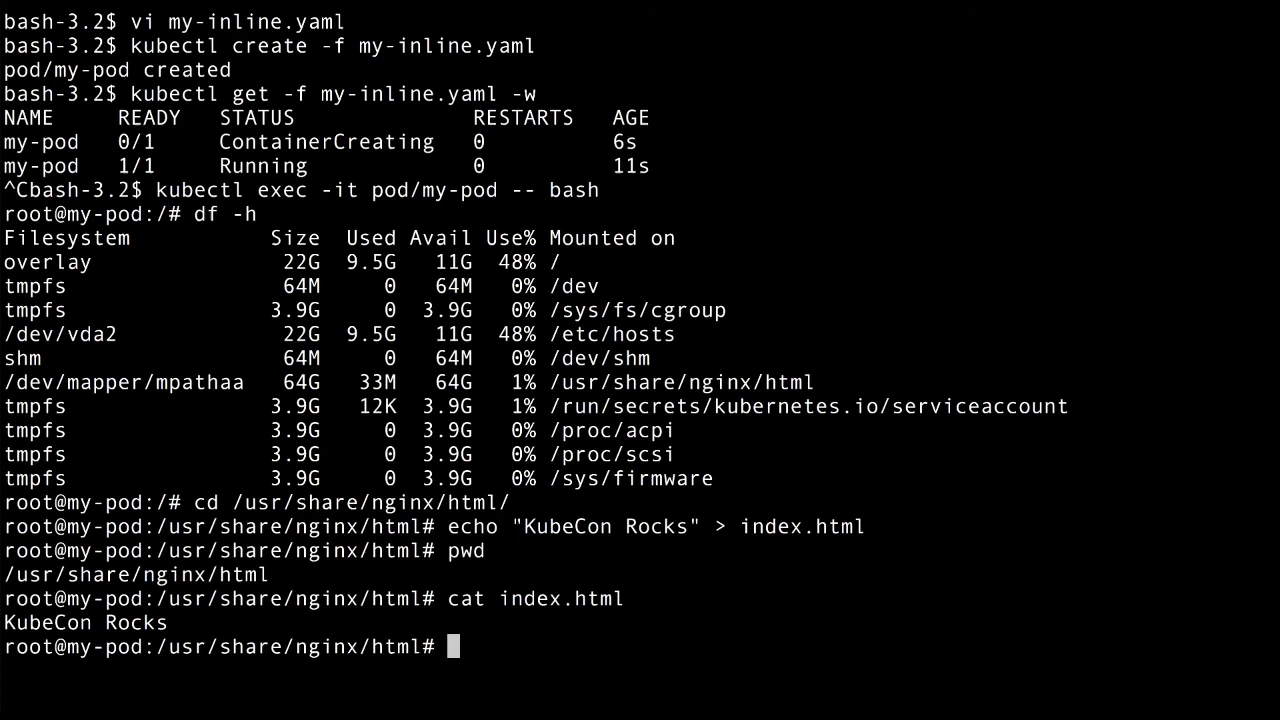 bash-3.2$ vi my-inline.yaml
bash-3.2$ kubectl create -f my-inline.yaml
pod/my-pod created
bash-3.2$ kubectl get -f my-inline.yaml -w
NAME READY STATUS RESTARTS AGE
my-pod 0/1 ContainerCreating 0 6s
my-pod 1/1 Running 0 11s
^Cbash-3.2$ kubectl exec -it pod/my-pod -- bash
root@my-pod:/# df -h
Filesystem Size Used Avail Use% Mounted on
overlay 22G 9.5G 11G 48% /
tmpfs 64M 0 64M 0% /dev
tmpfs 3.9G 0 3.9G 0% /sys/fs/cgroup
/dev/vda2 22G 9.5G 11G 48% /etc/hosts
shm 64M 0 64M 0% /dev/shm
/dev/mapper/mpathaa 64G 33M 64G 1% /usr/share/nginx/html
tmpfs 3.9G 12K 3.9G 1% /run/secrets/kubernetes.io/serviceaccount
tmpfs 3.9G 0 3.9G 0% /proc/acpi
tmpfs 3.9G 0 3.9G 0% /proc/scsi
tmpfs 3.9G 0 3.9G 0% /sys/firmware
root@my-pod:/# cd /usr/share/nginx/html/
root@my-pod:/usr/share/nginx/html# echo "KubeCon Rocks" > index.html
root@my-pod:/usr/share/nginx/html# pwd
/usr/share/nginx/html
root@my-pod:/usr/share/nginx/html# cat index.html
KubeCon Rocks
root@my-pod:/usr/share/nginx/html#